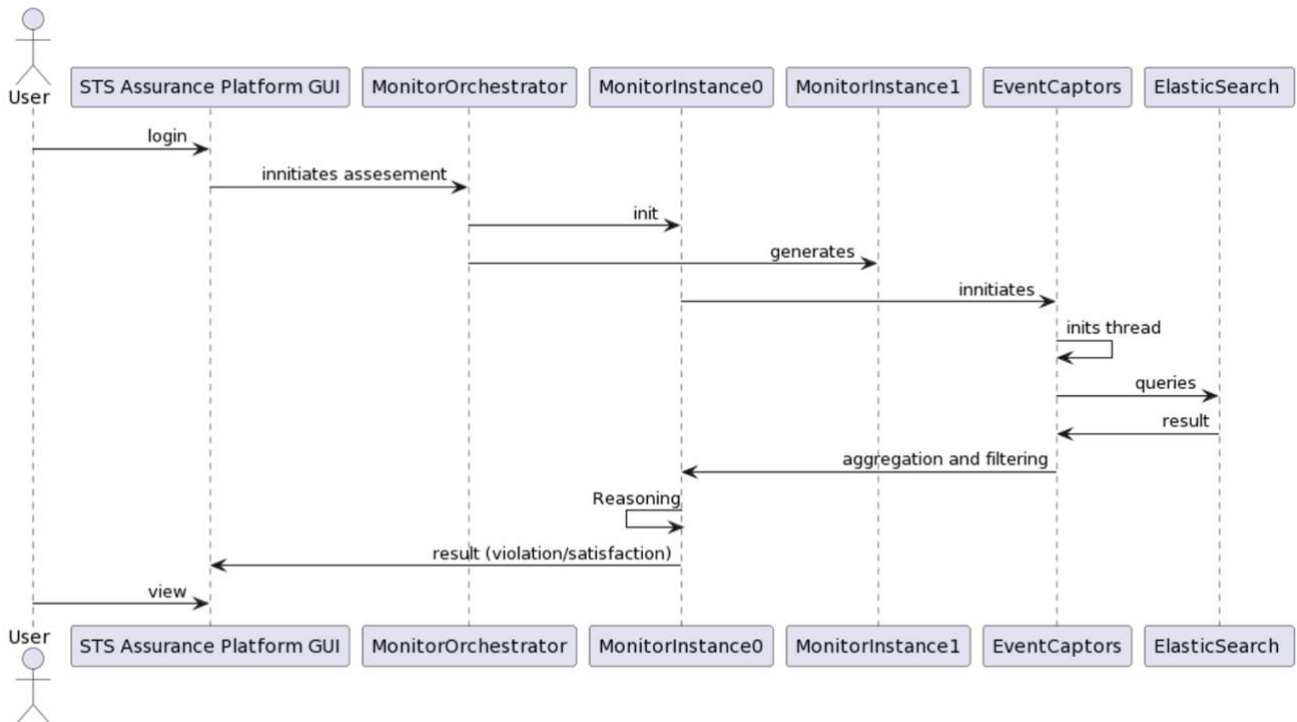 User
STS Assurance Platform GUI
MonitorOrchestrator
MonitorInstance0
MonitorInstance1
EventCaptors
ElasticSearch
login
innitiates assesement
init
generates
innitiates
inits thread
queries
result
aggregation and filtering
Reasoning
result (violation/satisfaction)
view
User
STS Assurance Platform GUI
MonitorOrchestrator
MonitorInstance0
MonitorInstance1
EventCaptors
ElasticSearch